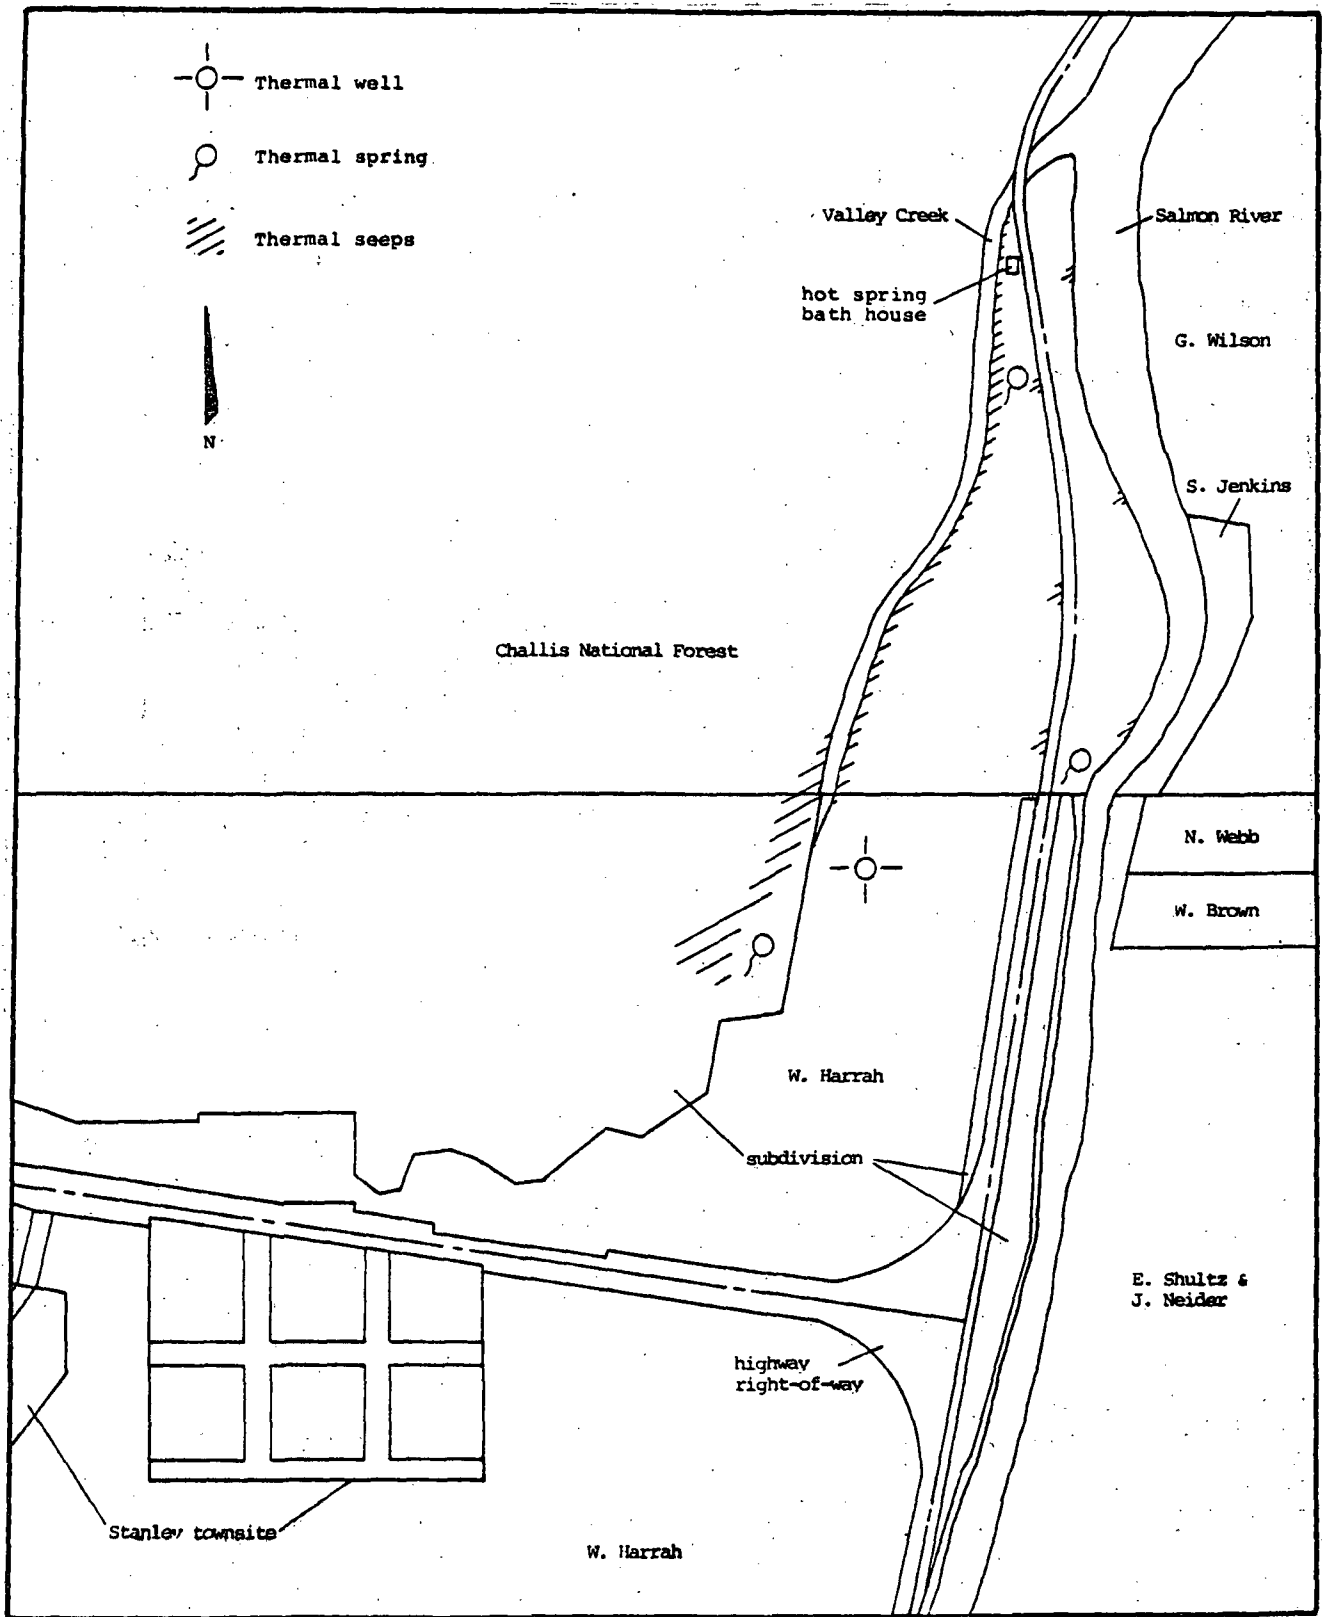 Thermal well
Thermal spring
Thermal seeps
N
Valley Creek
Salmon River
hot spring
bath house
G. Wilson
S. Jenkins
Challis National Forest
N. Webb
W. Brown
W. Harrah
subdivision
E. Shultz &
J. Neider
highway
right-of-way
Stanley townsite
W. Harrah